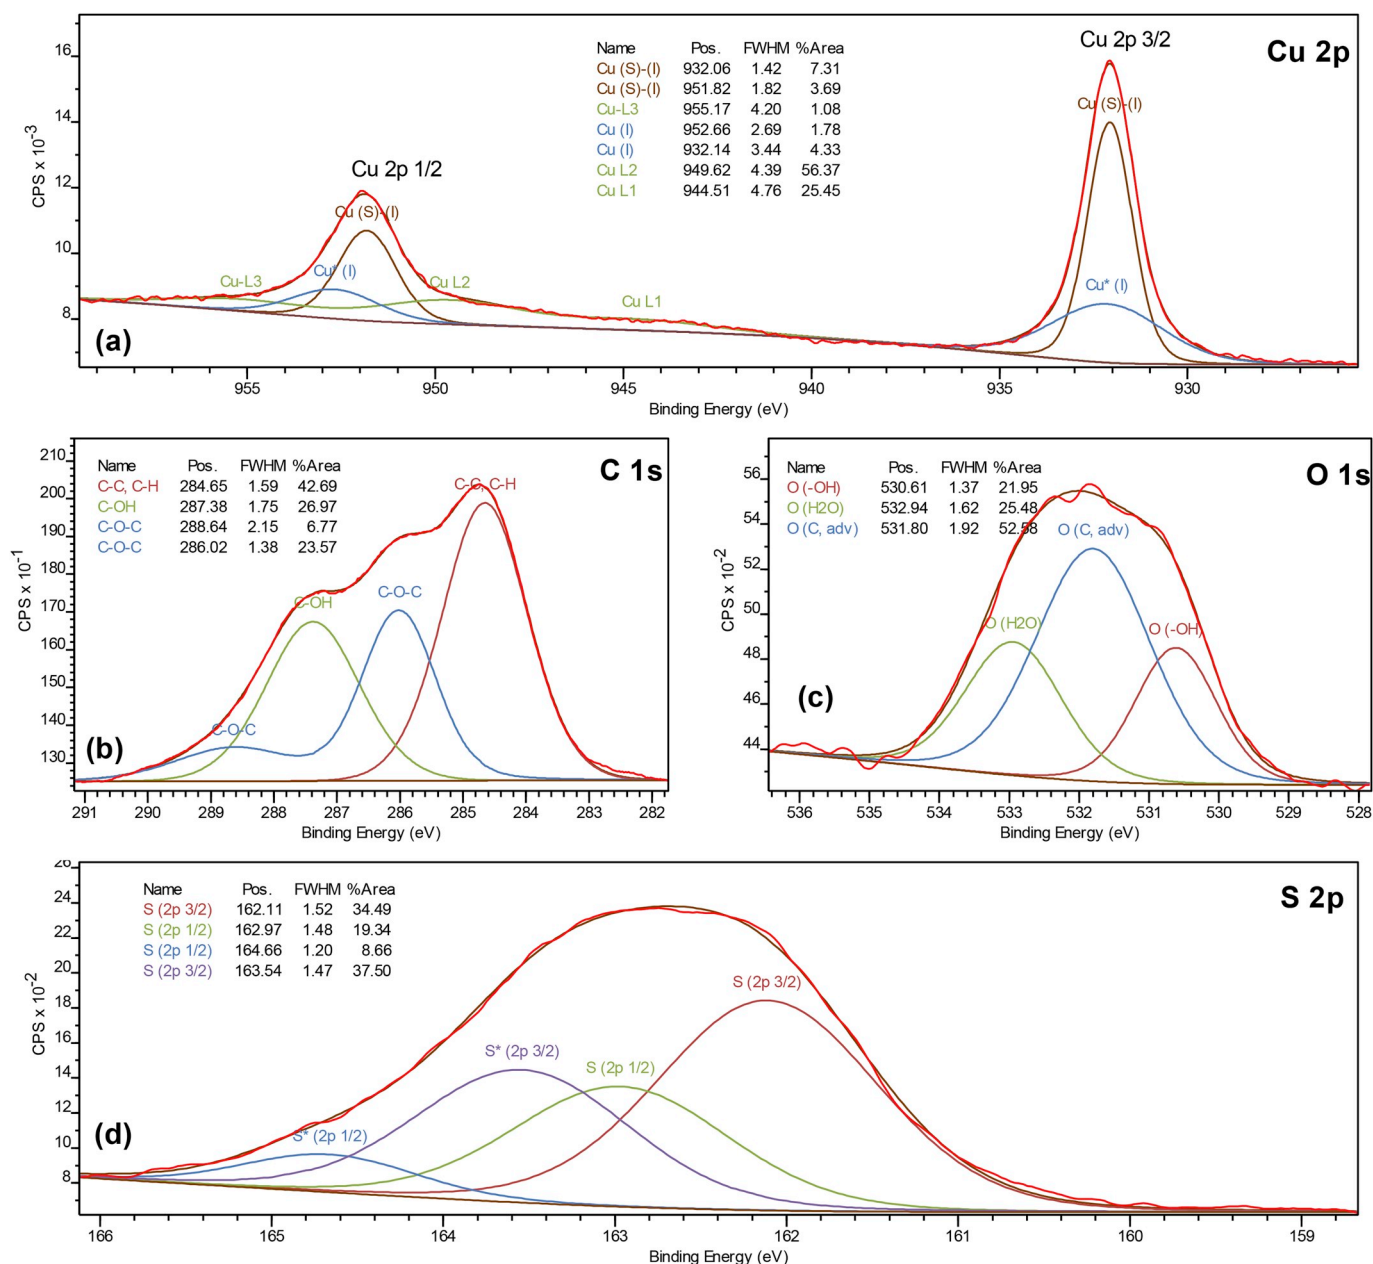 Cu 2p
Cu 2p 3/2
Name Pos. FWHM %Area
Cu (S)-(I) 932.06 1.42 7.31
Cu (S)-(I) 951.82 1.82 3.69
Cu-L3 955.17 4.20 1.08
Cu (I) 952.66 2.69 1.78
Cu (I) 932.14 3.44 4.33
Cu L2 949.62 4.39 56.37
Cu L1 944.51 4.76 25.45
Cu (S)-(I)
Cu 2p 1/2
Cu (S)-(I)
Cu-L3
Cu* (I)
Cu L2
Cu L1
Cu* (I)
(a)
16
14
12
10
8
CPS x 10-3
955 950 945 940 935 930
Binding Energy (eV)
C 1s
Name Pos. FWHM %Area
C-C, C-H 284.65 1.59 42.69
C-OH 287.38 1.75 26.97
C-O-C 288.64 2.15 6.77
C-O-C 286.02 1.38 23.57
C-C, C-H
C-O-C
C-OH
C-O-C
(b)
210
200
190
180
170
160
150
140
130
CPS x 10-1
291 290 289 288 287 286 285 284 283 282
Binding Energy (eV)
O 1s
Name Pos. FWHM %Area
O (-OH) 530.61 1.37 21.95
O (H2O) 532.94 1.62 25.48
O (C, adv) 531.80 1.92 52.58
O (C, adv)
O (H2O)
O (-OH)
(c)
56
54
52
50
48
46
44
CPS x 10-2
536 535 534 533 532 531 530 529 528
Binding Energy (eV)
S 2p
Name Pos. FWHM %Area
S (2p 3/2) 162.11 1.52 34.49
S (2p 1/2) 162.97 1.48 19.34
S (2p 1/2) 164.66 1.20 8.66
S (2p 3/2) 163.54 1.47 37.50
S (2p 3/2)
S* (2p 3/2)
S (2p 1/2)
S* (2p 1/2)
(d)
26
24
22
20
18
16
14
12
10
8
CPS x 10-2
166 165 164 163 162 161 160 159
Binding Energy (eV)